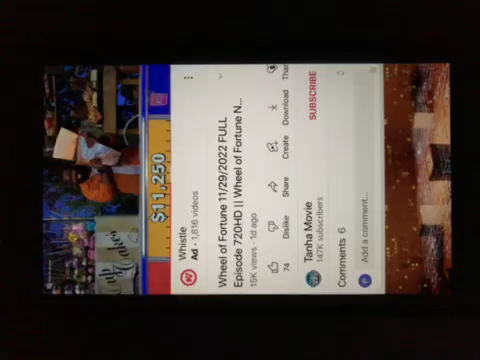 $11,250
Whistle
Ad · 1,816 videos
Wheel of Fortune 11/29/2022 FULL
Episode 720HD || Wheel of Fortune N...
15K views · 1d ago
74
Dislike
Share
Create
Download
Than
Tanha Movie
147K subscribers
SUBSCRIBE
Comments 6
Add a comment...